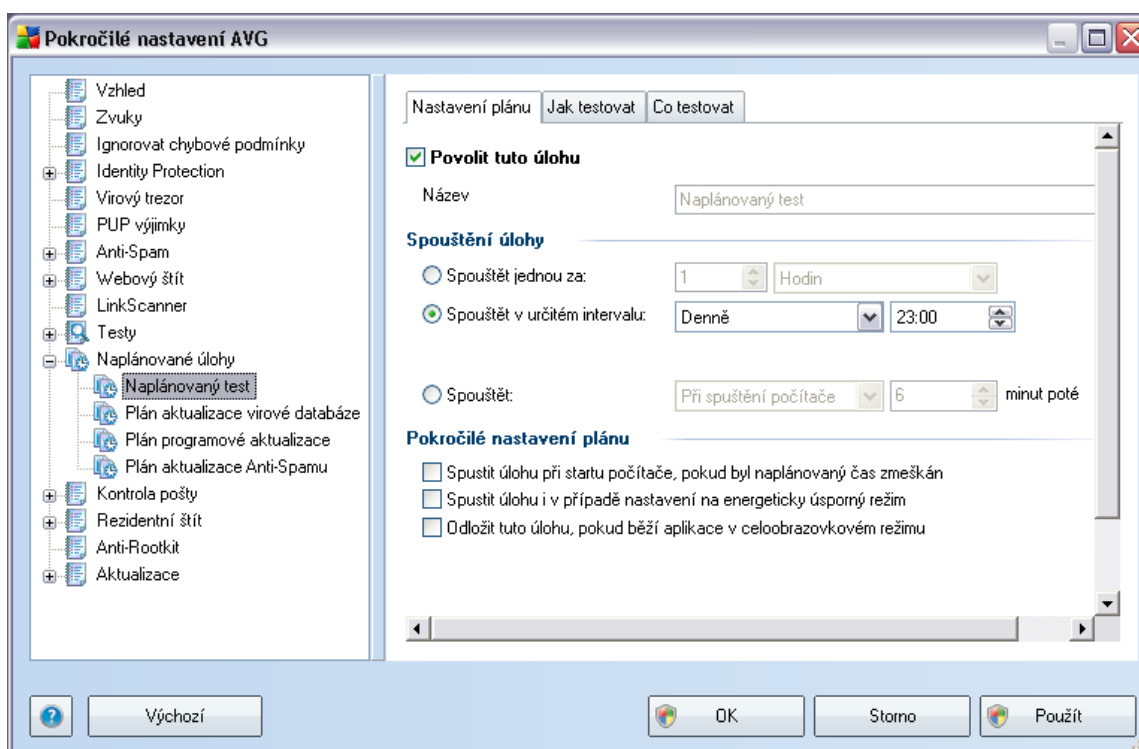 Pokročilé nastavení AVG
Vzhled
Zvuky
Ignorovat chybové podmínky
Identity Protection
Virový trezor
PUP výjimky
Anti-Spam
Webový štít
LinkScanner
Testy
Naplánované úlohy
Naplánovaný test
Plán aktualizace virové databáze
Plán programové aktualizace
Plán aktualizace Anti-Spamu
Kontrola pošty
Rezidentní štít
Anti-Rootkit
Aktualizace
Nastavení plánu Jak testovat Co testovat
Povolit tuto úlohu
Název Naplánovaný test
Spouštění úlohy
Spouštět jednou za: 1 Hodin
Spouštět v určitém intervalu: Denně 23:00
Spouštět: Při spuštění počítače 6 minut poté
Pokročilé nastavení plánu
Spustit úlohu při startu počítače, pokud byl naplánovaný čas zmeškán
Spustit úlohu i v případě nastavení na energeticky úsporný režim
Odložit tuto úlohu, pokud běží aplikace v celoobrazovkovém režimu
? Výchozí OK Storno Použít